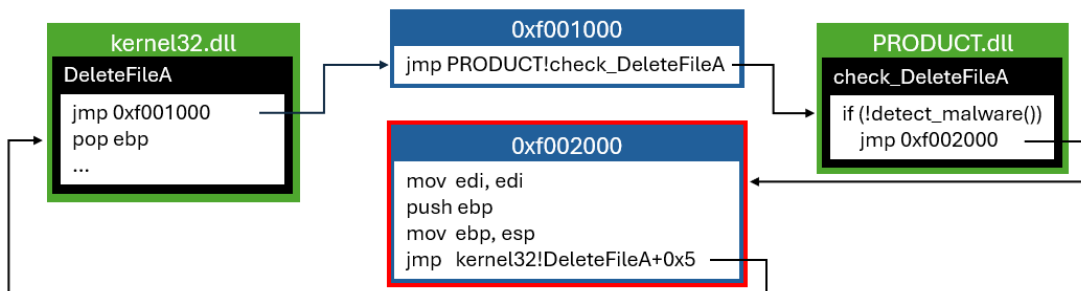 kernel32.dll
DeleteFileA
jmp 0xf001000
pop ebp
...
0xf001000
jmp PRODUCT!check_DeleteFileA
PRODUCT.dll
check_DeleteFileA
if (!detect_malware())
jmp 0xf002000
0xf002000
mov edi, edi
push ebp
mov ebp, esp
jmp kernel32!DeleteFileA+0x5